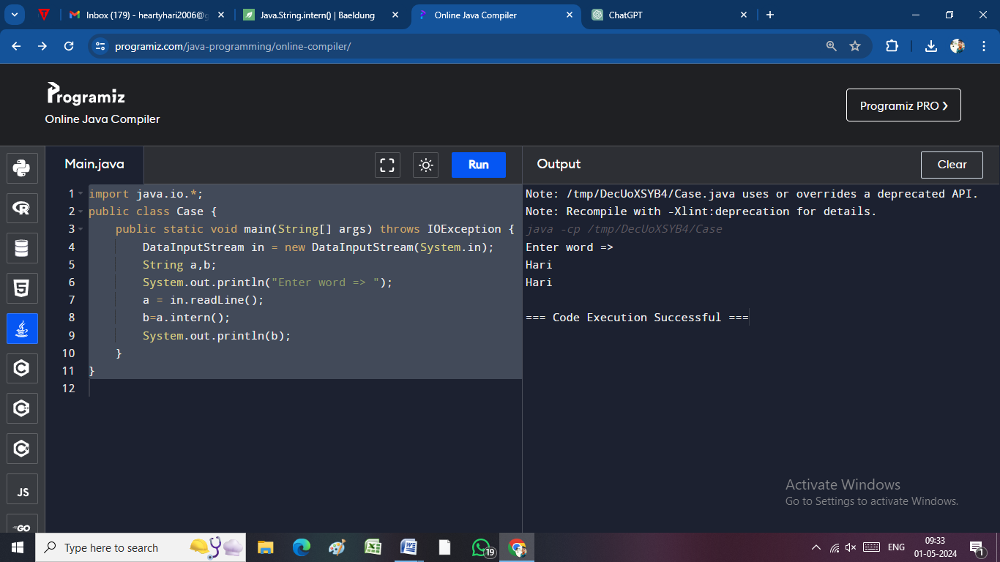 Inbox (179) - heartyhari2006@g
Java.String.intern() | Baeldung
Online Java Compiler
ChatGPT
programiz.com/java-programming/online-compiler/
Programiz
Online Java Compiler
Programiz PRO ❯
Main.java
Run
Output
Clear
1 import java.io.*;
2 public class Case {
3     public static void main(String[] args) throws IOException {
4         DataInputStream in = new DataInputStream(System.in);
5         String a,b;
6         System.out.println("Enter word => ");
7         a = in.readLine();
8         b=a.intern();
9         System.out.println(b);
10     }
11 }
12
Note: /tmp/DecUoXSYB4/Case.java uses or overrides a deprecated API.
Note: Recompile with -Xlint:deprecation for details.
java -cp /tmp/DecUoXSYB4/Case
Enter word =>
Hari
Hari
=== Code Execution Successful ===
JS
GO
Activate Windows
Go to Settings to activate Windows.
Type here to search
19
ENG
09:33
01-05-2024
1